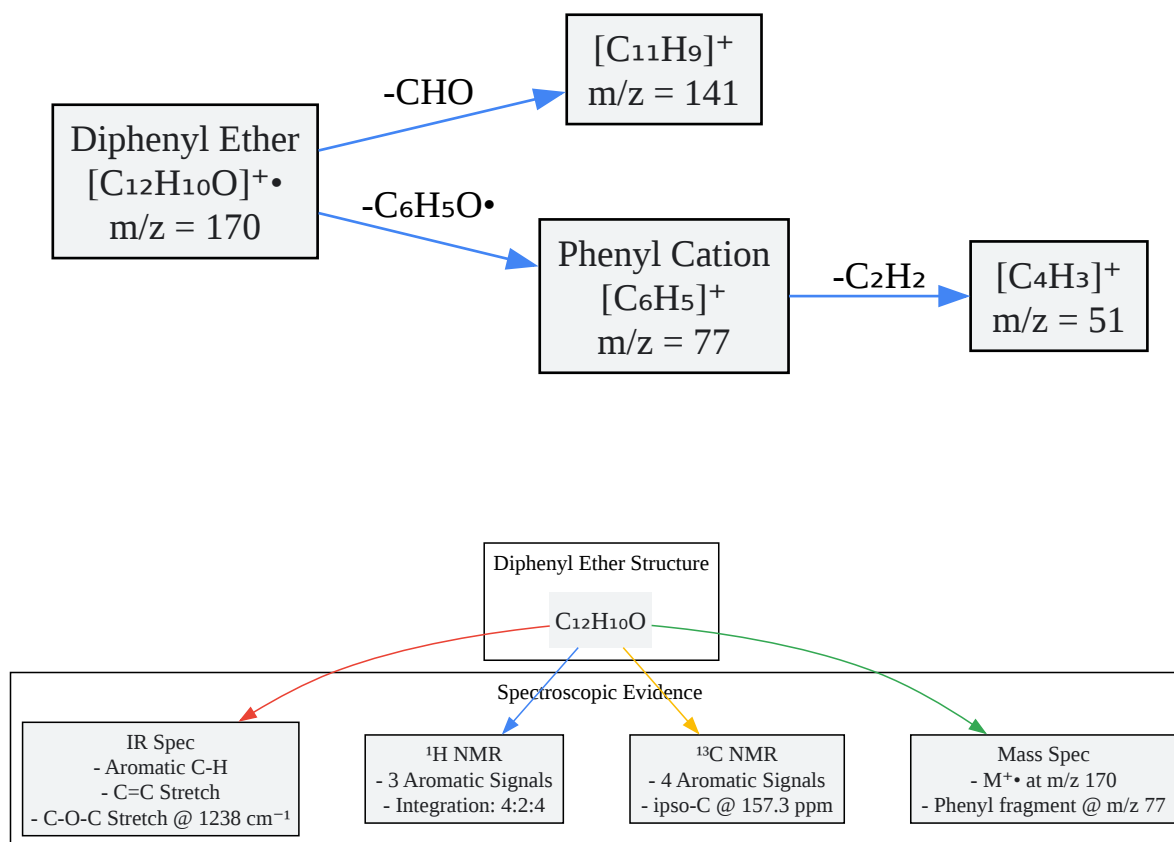 [C₁₁H₉]⁺
m/z = 141
-CHO
Diphenyl Ether
[C₁₂H₁₀O]⁺•
m/z = 170
-C₆H₅O•
Phenyl Cation
[C₆H₅]⁺
m/z = 77
-C₂H₂
[C₄H₃]⁺
m/z = 51
Diphenyl Ether Structure
C₁₂H₁₀O
Spectroscopic Evidence
IR Spec
- Aromatic C-H
- C=C Stretch
- C-O-C Stretch @ 1238 cm⁻¹
¹H NMR
- 3 Aromatic Signals
- Integration: 4:2:4
¹³C NMR
- 4 Aromatic Signals
- ipso-C @ 157.3 ppm
Mass Spec
- M⁺• at m/z 170
- Phenyl fragment @ m/z 77